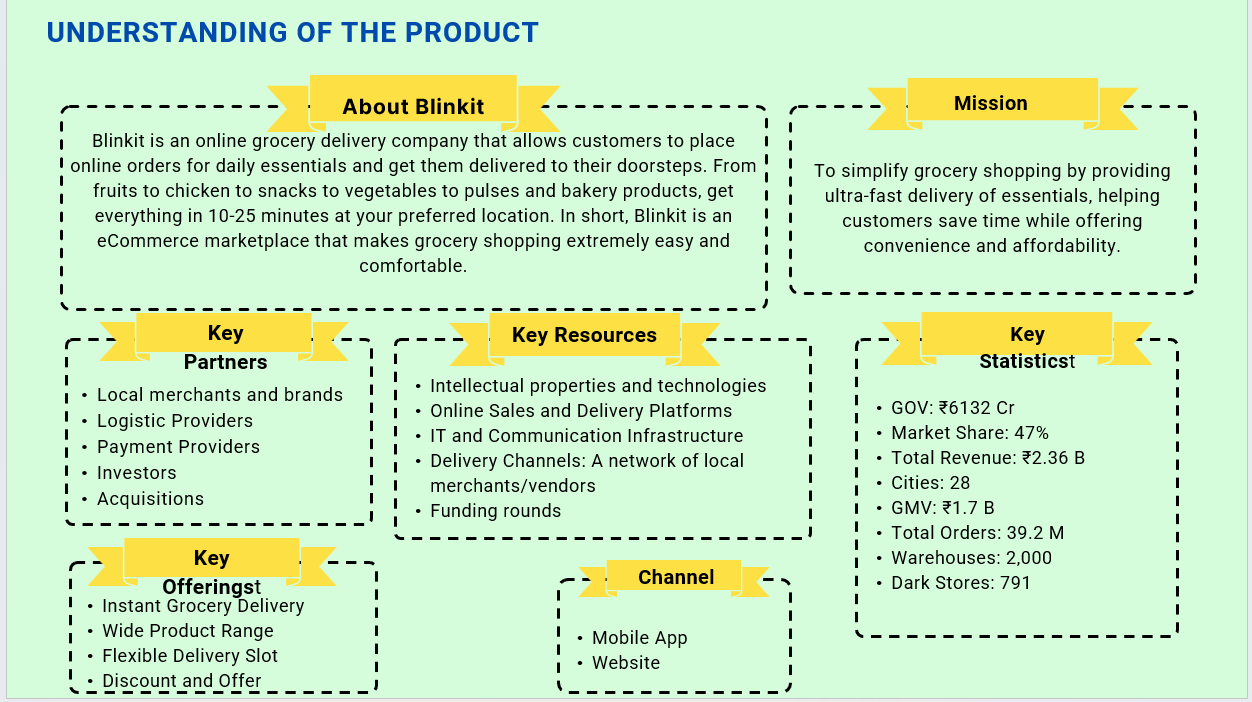 UNDERSTANDING OF THE PRODUCT
About Blinkit
Blinkit is an online grocery delivery company that allows customers to place
online orders for daily essentials and get them delivered to their doorsteps. From
fruits to chicken to snacks to vegetables to pulses and bakery products, get
everything in 10-25 minutes at your preferred location. In short, Blinkit is an
eCommerce marketplace that makes grocery shopping extremely easy and
comfortable.
Mission
To simplify grocery shopping by providing
ultra-fast delivery of essentials, helping
customers save time while offering
convenience and affordability.
Key
Partners
• Local merchants and brands
• Logistic Providers
• Payment Providers
• Investors
• Acquisitions
Key Resources
• Intellectual properties and technologies
• Online Sales and Delivery Platforms
• IT and Communication Infrastructure
• Delivery Channels: A network of local
merchants/vendors
• Funding rounds
Key
Statisticst
• GOV: ₹6132 Cr
• Market Share: 47%
• Total Revenue: ₹2.36 B
• Cities: 28
• GMV: ₹1.7 B
• Total Orders: 39.2 M
• Warehouses: 2,000
• Dark Stores: 791
Key
Offeringst
• Instant Grocery Delivery
• Wide Product Range
• Flexible Delivery Slot
• Discount and Offer
Channel
• Mobile App
• Website